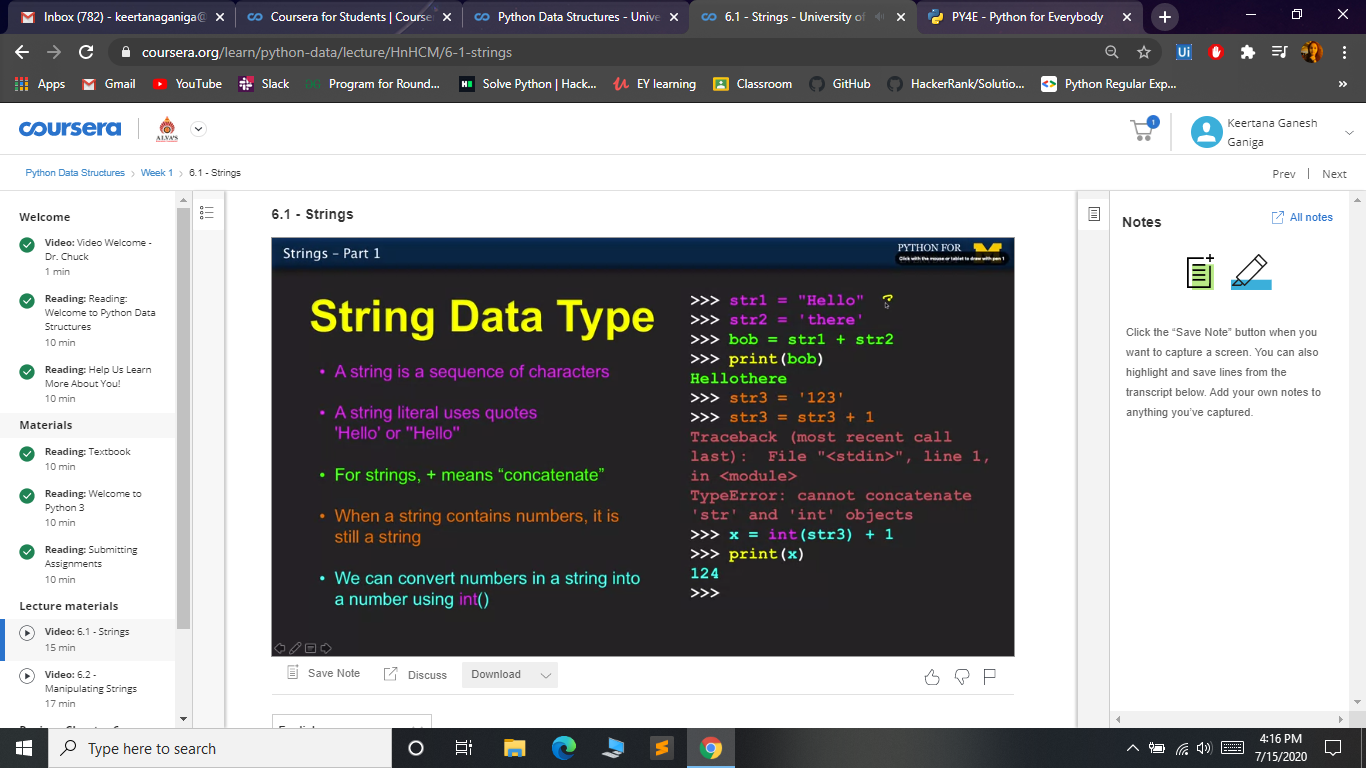 Inbox (782) - keertanaganiga@
Coursera for Students | Course
Python Data Structures - Unive
6.1 - Strings - University of
PY4E - Python for Everybody
coursera.org/learn/python-data/lecture/HnHCM/6-1-strings
Apps
Gmail
YouTube
Slack
Program for Round...
Solve Python | Hack...
EY learning
Classroom
GitHub
HackerRank/Solutio...
Python Regular Exp...
coursera
ALVA'S
1
Keertana Ganesh
Ganiga
Python Data Structures > Week 1 > 6.1 - Strings
Prev | Next
Welcome
Video: Video Welcome -
Dr. Chuck
1 min
Reading: Reading:
Welcome to Python Data
Structures
10 min
Reading: Help Us Learn
More About You!
10 min
Materials
Reading: Textbook
10 min
Reading: Welcome to
Python 3
10 min
Reading: Submitting
Assignments
10 min
Lecture materials
Video: 6.1 - Strings
15 min
Video: 6.2 -
Manipulating Strings
17 min
6.1 - Strings
Strings – Part 1
PYTHON FOR
Click with the mouse or tablet to draw with pen 1
String Data Type
• A string is a sequence of characters
• A string literal uses quotes
'Hello' or "Hello"
• For strings, + means “concatenate”
• When a string contains numbers, it is
still a string
• We can convert numbers in a string into
a number using int()
>>> str1 = "Hello"
>>> str2 = 'there'
>>> bob = str1 + str2
>>> print(bob)
Hellothere
>>> str3 = '123'
>>> str3 = str3 + 1
Traceback (most recent call
last):  File "<stdin>", line 1,
in <module>
TypeError: cannot concatenate
'str' and 'int' objects
>>> x = int(str3) + 1
>>> print(x)
124
>>>
Save Note
Discuss
Download
Notes
All notes
Click the “Save Note” button when you
want to capture a screen. You can also
highlight and save lines from the
transcript below. Add your own notes to
anything you’ve captured.
Type here to search
4:16 PM
7/15/2020